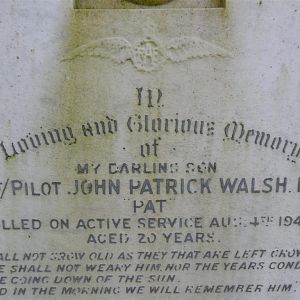 In
Loving and Glorious Memory
of
MY DARLING SON
T/PILOT JOHN PATRICK WALSH.
PAT
LLED ON ACTIVE SERVICE AUG. 4TH 194
AGED 20 YEARS.
ALL NOT GROW OLD AS THEY THAT ARE LEFT GROW
E SHALL NOT WEARY HIM, NOR THE YEARS CONDE
E GOING DOWN OF THE SUN.
D IN THE MORNING WE WILL REMEMBER HIM.